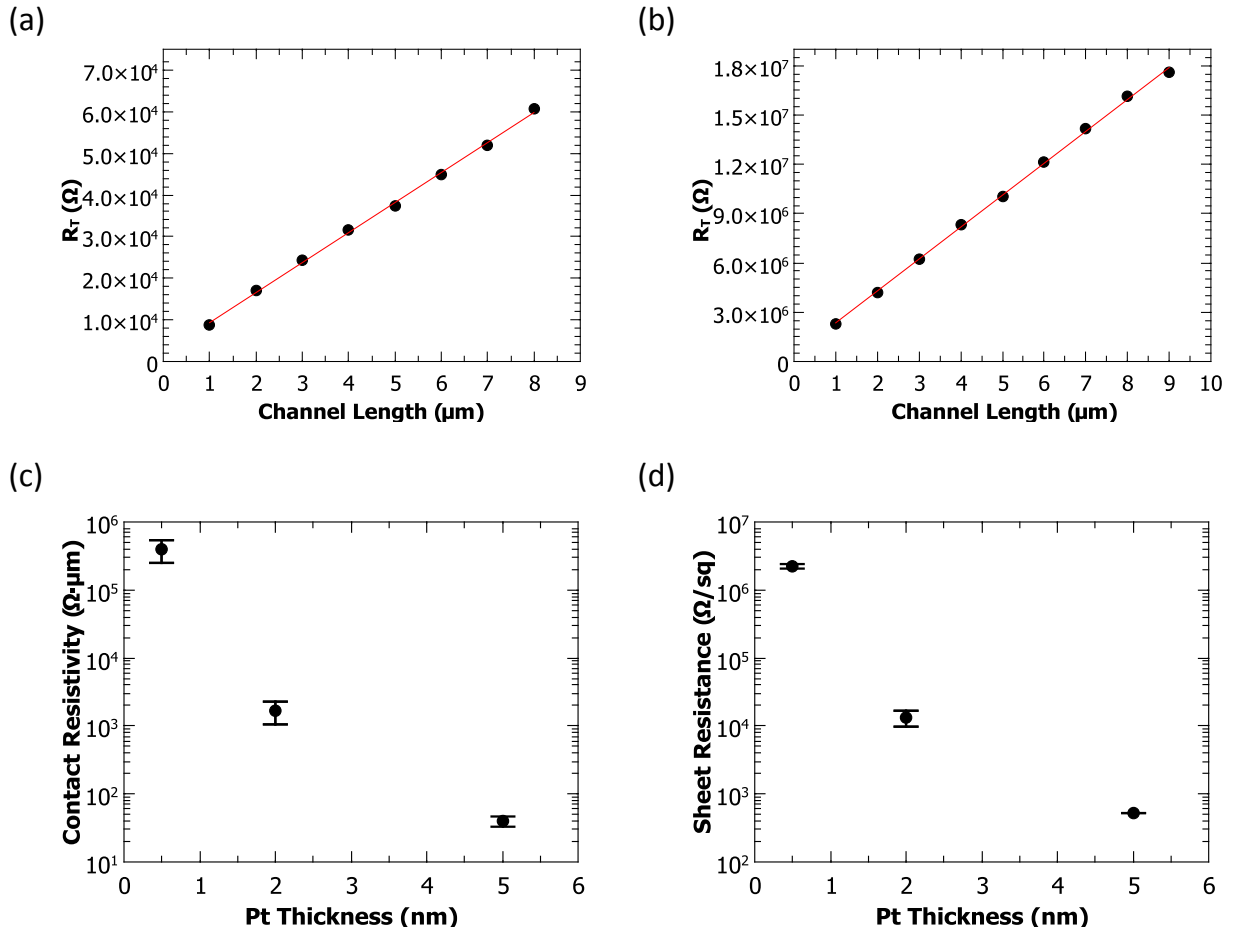 (a)
(b)
7.0×10⁴
6.0×10⁴
5.0×10⁴
4.0×10⁴
3.0×10⁴
2.0×10⁴
1.0×10⁴
0
R_T (Ω)
0 1 2 3 4 5 6 7 8 9
Channel Length (µm)
1.8×10⁷
1.5×10⁷
1.2×10⁷
9.0×10⁶
6.0×10⁶
3.0×10⁶
0
R_T (Ω)
0 1 2 3 4 5 6 7 8 9 10
Channel Length (µm)
(c)
(d)
10⁶
10⁵
10⁴
10³
10²
10¹
Contact Resistivity (Ω·µm)
0 1 2 3 4 5 6
Pt Thickness (nm)
10⁷
10⁶
10⁵
10⁴
10³
10²
Sheet Resistance (Ω/sq)
0 1 2 3 4 5 6
Pt Thickness (nm)